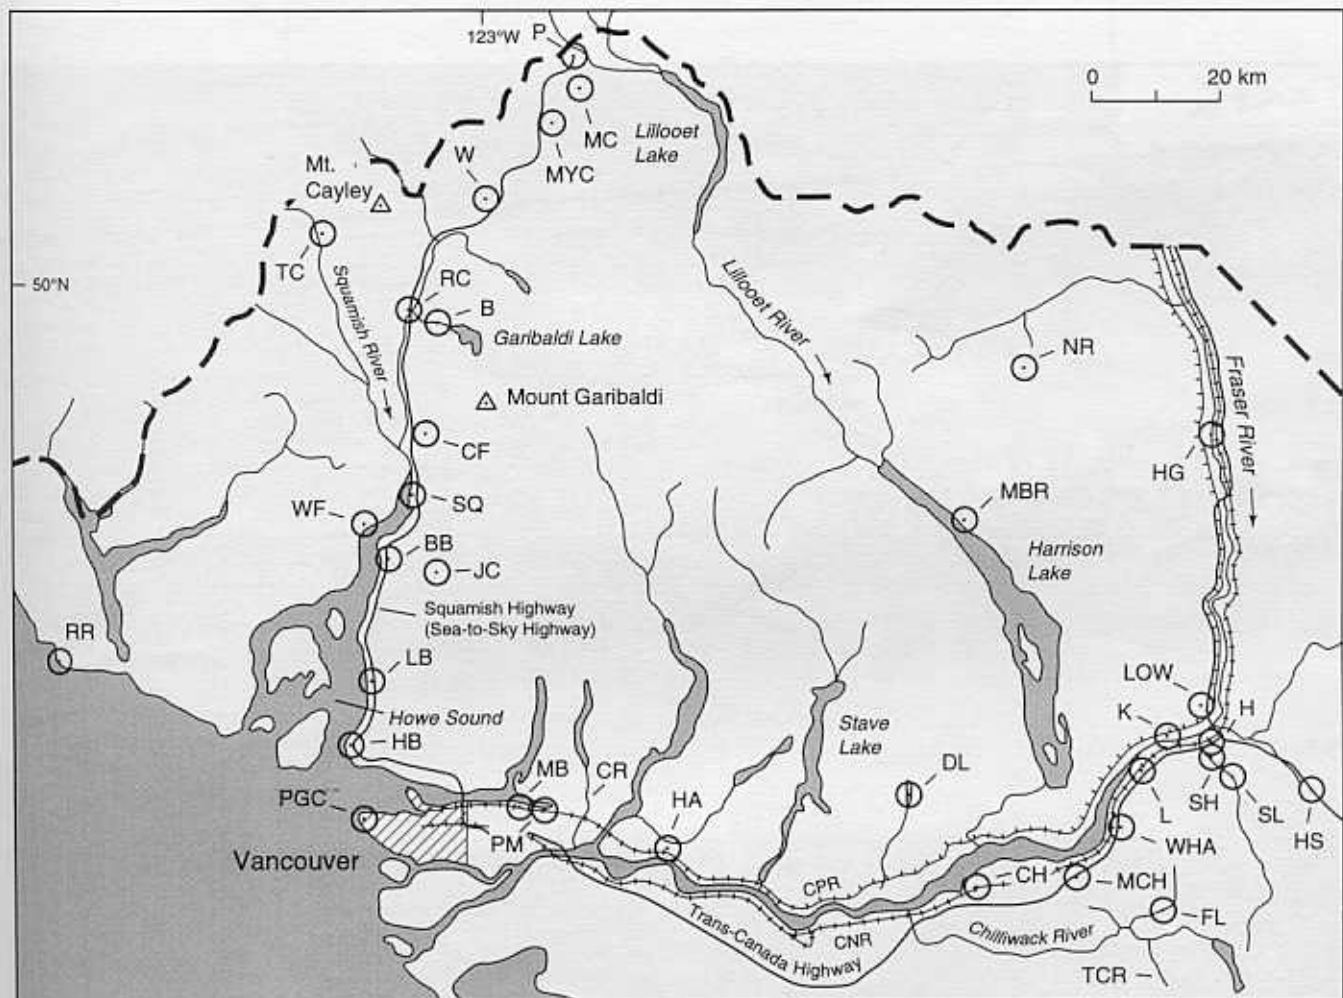 123°W
P
0 20 km
MC
Lillooet
Lake
MYC
W
Mt.
Cayley
TC
50°N
Squamish River
RC
B
Garibaldi Lake
Lillooet River
NR
Mount Garibaldi
Fraser River
CF
HG
SQ
WF
MBR
BB
JC
Harrison
Lake
Squamish Highway
(Sea-to-Sky Highway)
RR
LB
LOW
H
K
Howe Sound
HB
Stave
Lake
MB
CR
DL
PGC
HA
SH
SL
L
HS
PM
WHA
Vancouver
CPR
CH
MCH
FL
Trans-Canada Highway
CNR
Chilliwack River
TCR